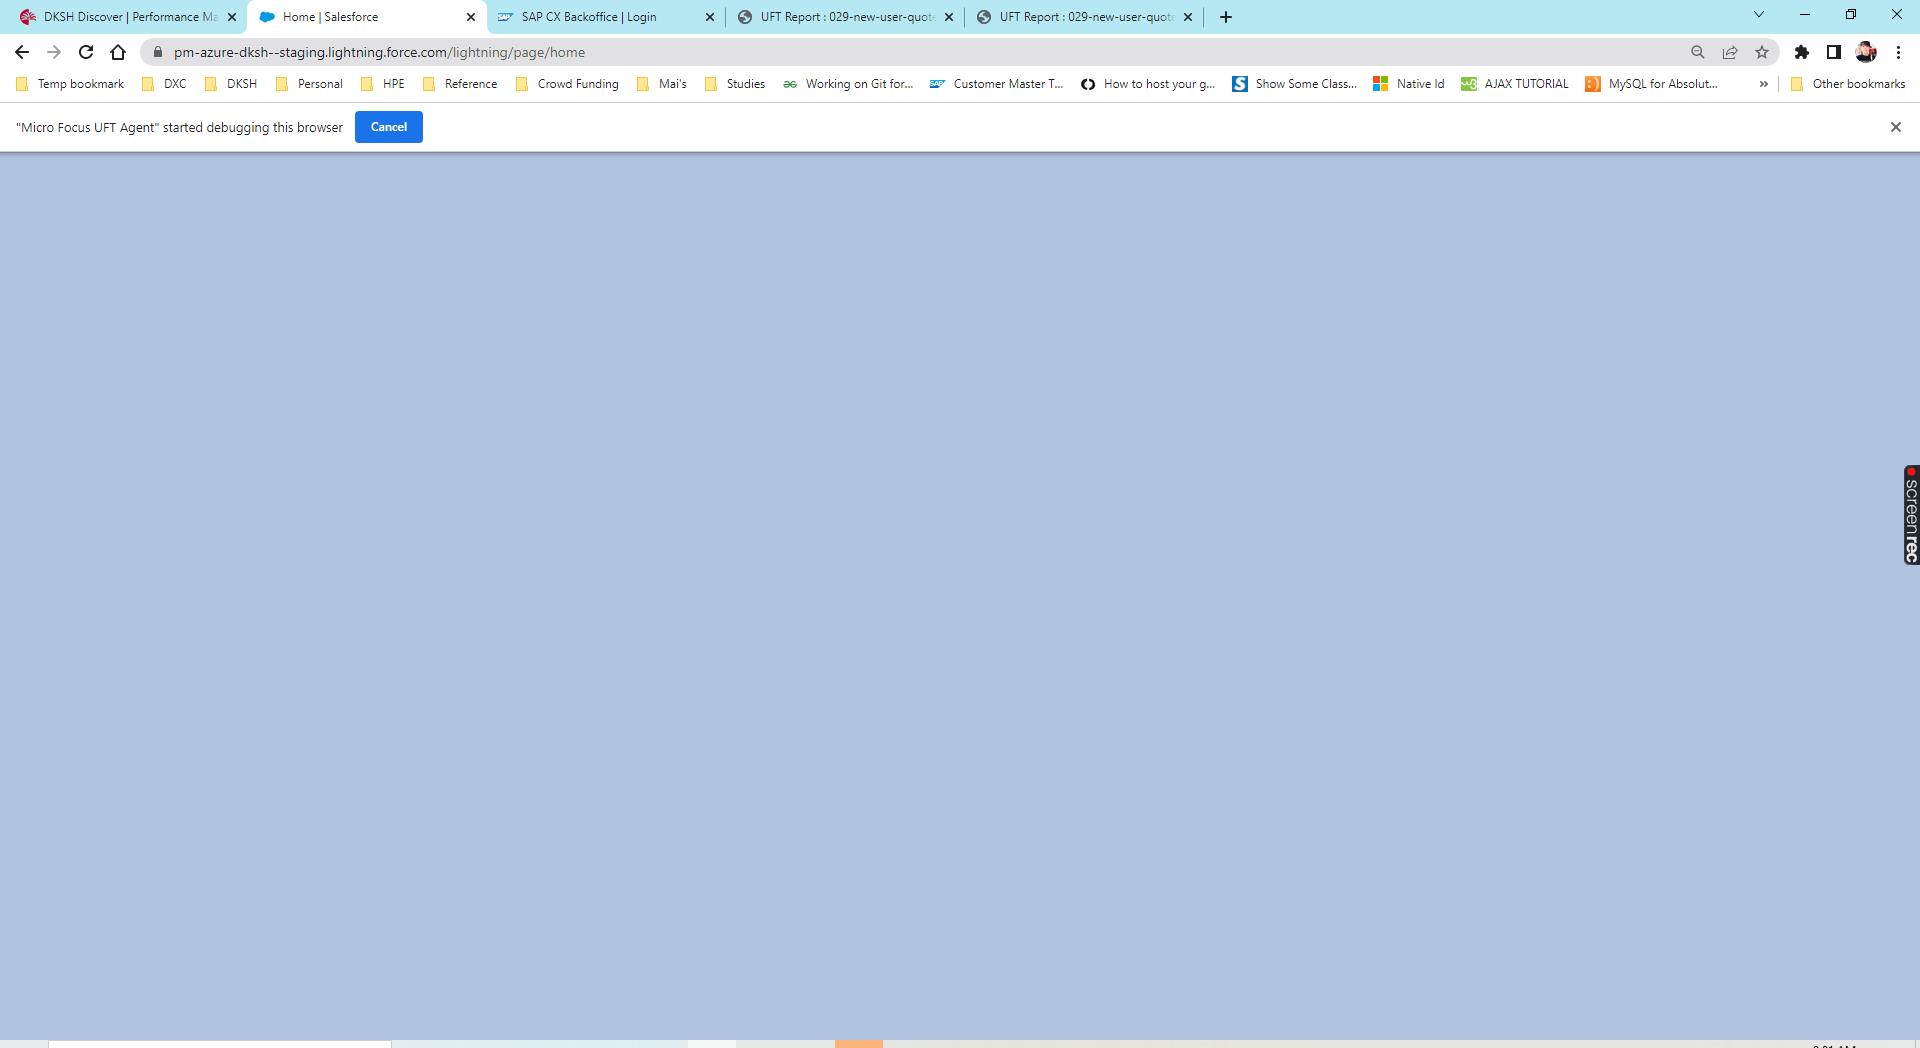 DKSH Discover | Performance Ma
Home | Salesforce
SAP CX Backoffice | Login
UFT Report : 029-new-user-quote
UFT Report : 029-new-user-quote
pm-azure-dksh--staging.lightning.force.com/lightning/page/home
Temp bookmark DXC DKSH Personal HPE Reference Crowd Funding Mai's Studies Working on Git for... Customer Master T... How to host your g... Show Some Class... Native Id AJAX TUTORIAL MySQL for Absolut... » Other bookmarks
"Micro Focus UFT Agent" started debugging this browser Cancel
screenrec